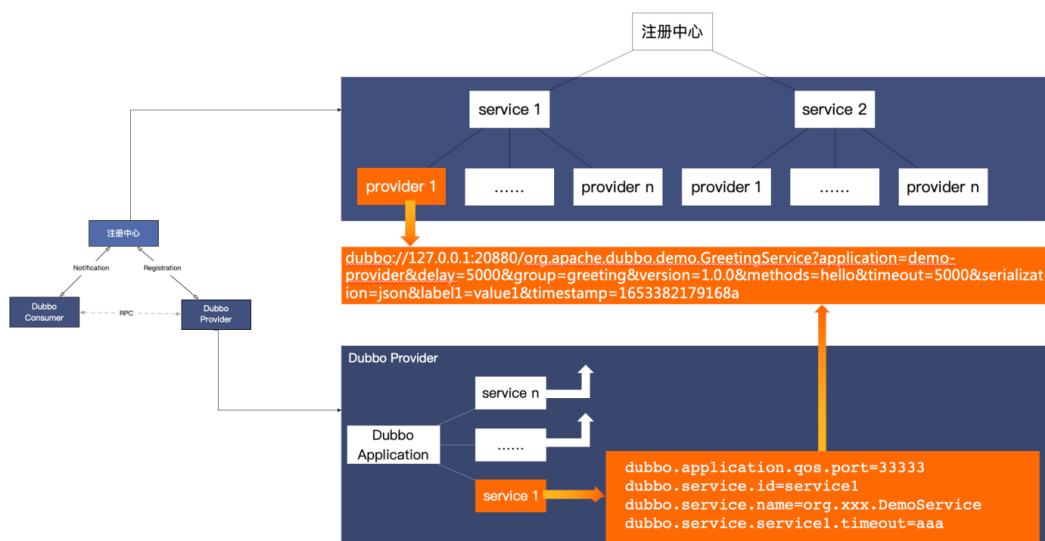 注册中心
service 1
service 2
provider 1
......
provider n
provider 1
......
provider n
注册中心
Notification
Registration
Dubbo
Consumer
RPC
Dubbo
Provider
dubbo://127.0.0.1:20880/org.apache.dubbo.demo.GreetingService?application=demo-
provider&delay=5000&group=greeting&version=1.0.0&methods=hello&timeout=5000&serializat
ion=json&label1=value1&timestamp=1653382179168a
Dubbo Provider
service n
Dubbo
Application
......
service 1
dubbo.application.qos.port=33333
dubbo.service.id=service1
dubbo.service.name=org.xxx.DemoService
dubbo.service.service1.timeout=aaa